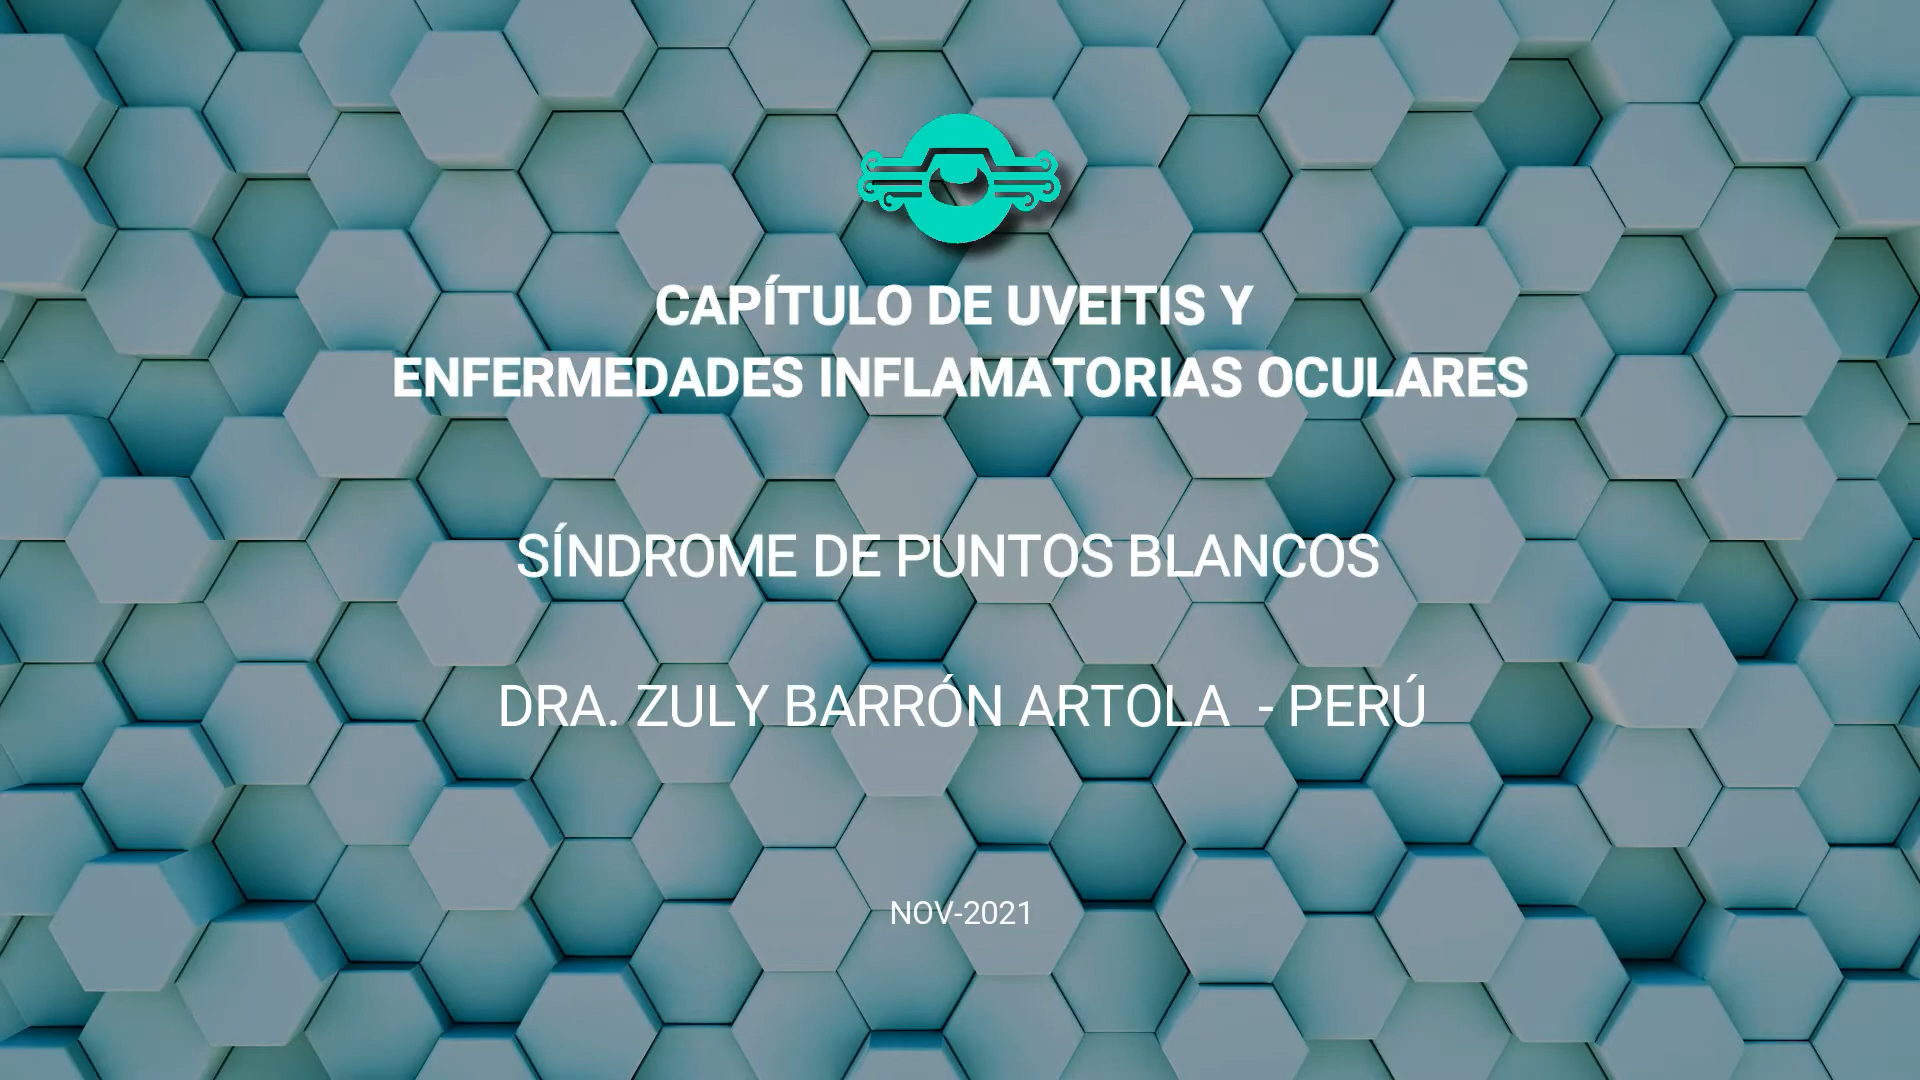 CAPÍTULO DE UVEITIS Y
ENFERMEDADES INFLAMATORIAS OCULARES
SÍNDROME DE PUNTOS BLANCOS
DRA. ZULY BARRÓN ARTOLA - PERÚ
NOV-2021